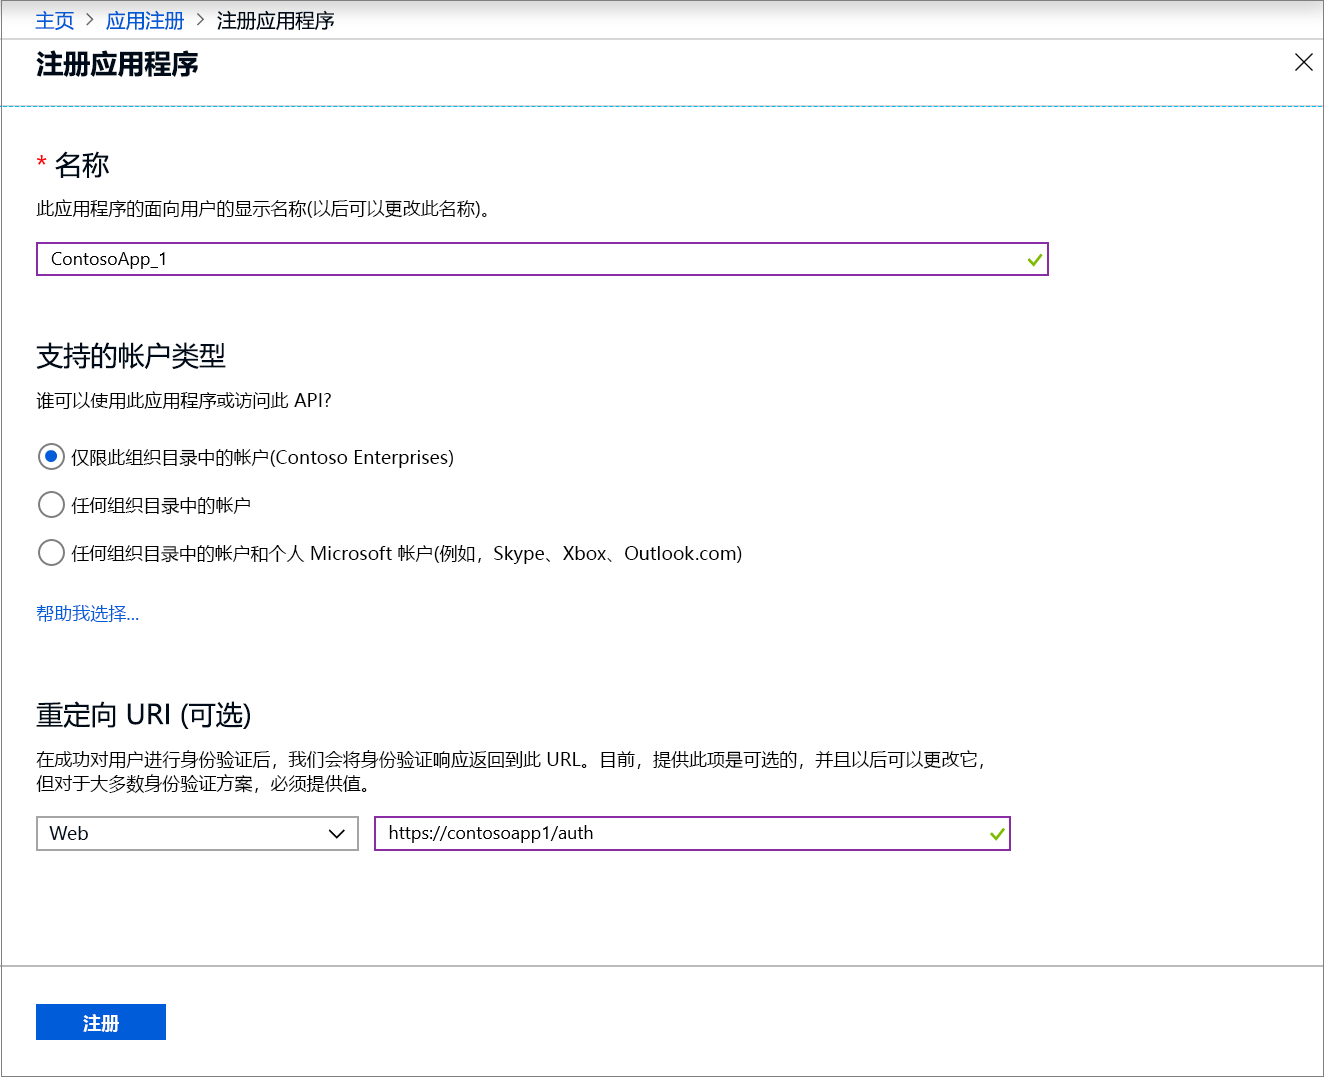 主页 > 应用注册 > 注册应用程序
注册应用程序
* 名称
此应用程序的面向用户的显示名称(以后可以更改此名称)。
ContosoApp_1
支持的帐户类型
谁可以使用此应用程序或访问此 API?
仅限此组织目录中的帐户(Contoso Enterprises)
任何组织目录中的帐户
任何组织目录中的帐户和个人 Microsoft 帐户(例如，Skype、Xbox、Outlook.com)
帮助我选择...
重定向 URI (可选)
在成功对用户进行身份验证后，我们会将身份验证响应返回到此 URL。目前，提供此项是可选的，并且以后可以更改它，
但对于大多数身份验证方案，必须提供值。
Web
https://contosoapp1/auth
注册